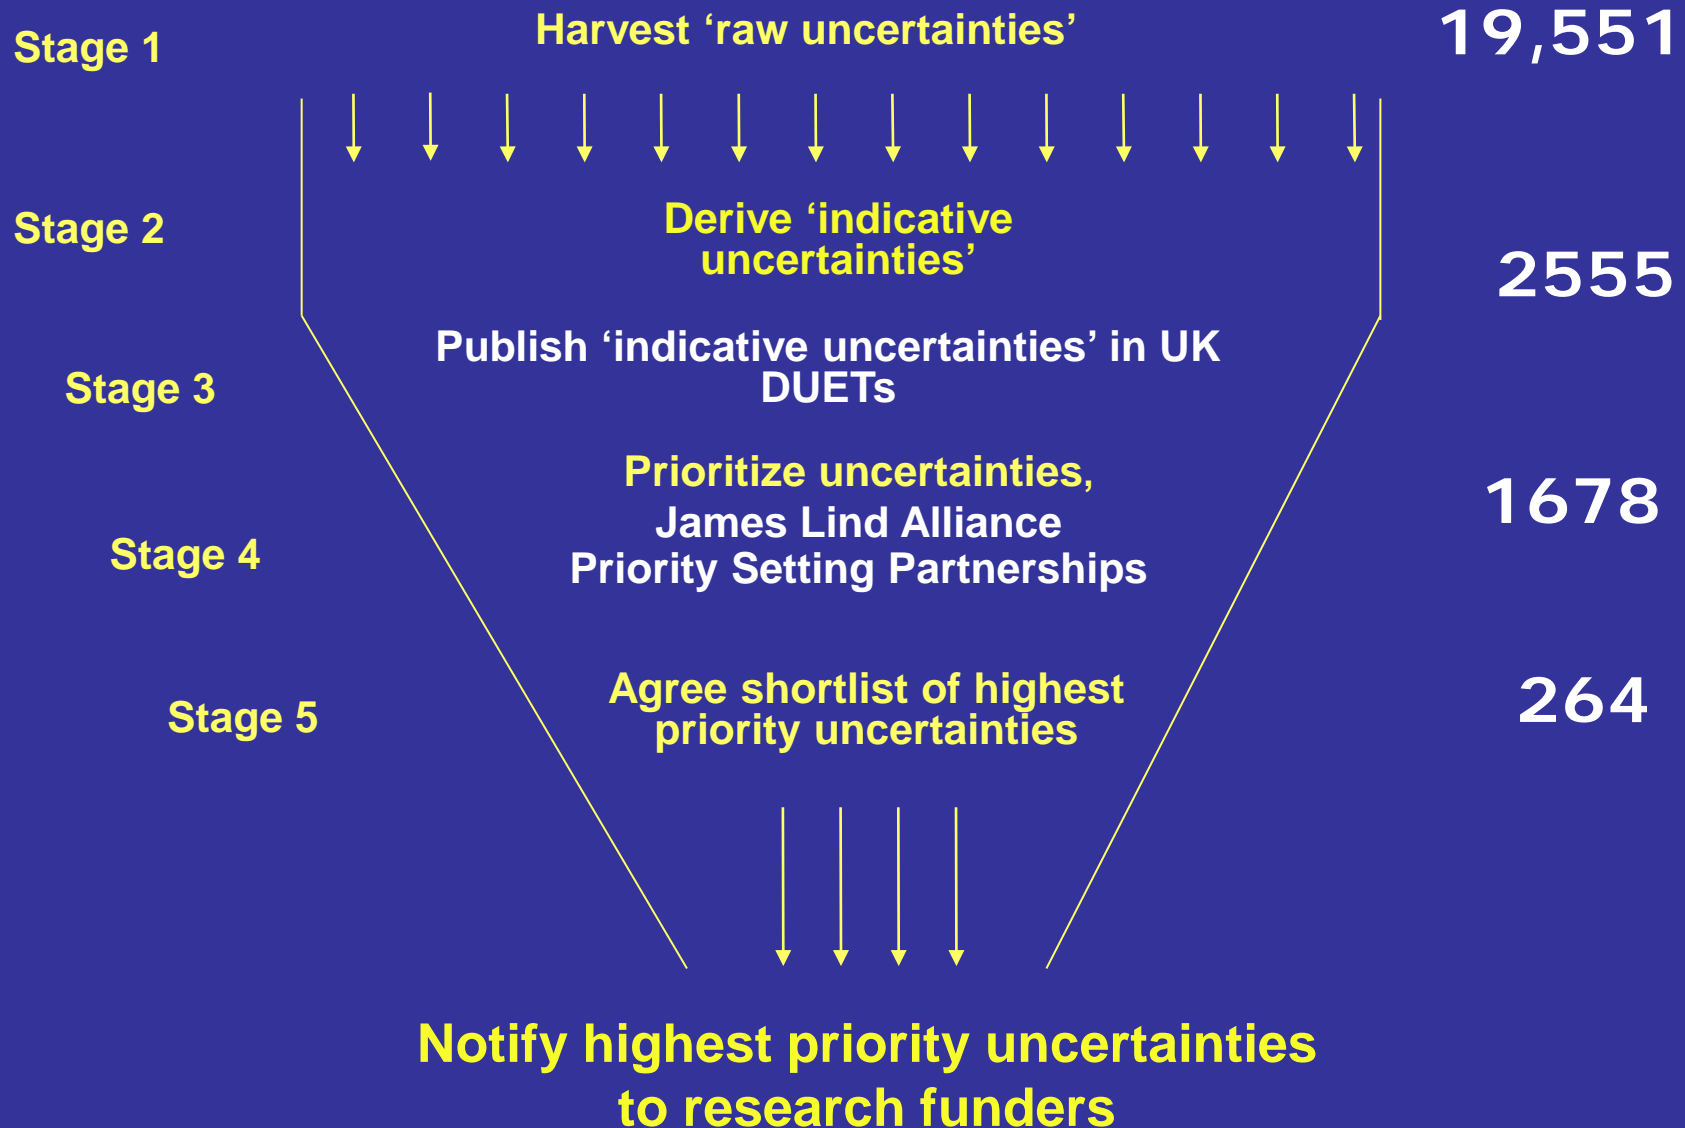 Stage 1
Harvest ‘raw uncertainties’
19,551
Stage 2
Derive ‘indicative
uncertainties’
2555
Publish ‘indicative uncertainties’ in UK
DUETs
Stage 3
Prioritize uncertainties,
James Lind Alliance
Priority Setting Partnerships
1678
Stage 4
Agree shortlist of highest
priority uncertainties
264
Stage 5
Notify highest priority uncertainties
to research funders